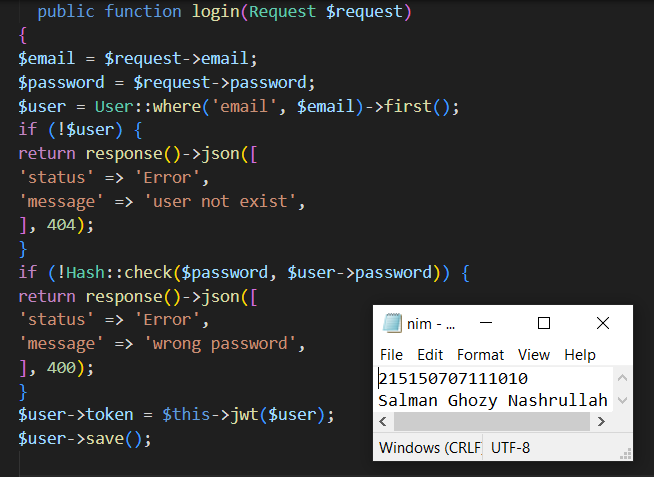 public function login(Request $request)
{
$email = $request->email;
$password = $request->password;
$user = User::where('email', $email)->first();
if (!$user) {
return response()->json([
'status' => 'Error',
'message' => 'user not exist',
], 404);
}
if (!Hash::check($password, $user->password)) {
return response()->json([
'status' => 'Error',
'message' => 'wrong password',
], 400);
}
$user->token = $this->jwt($user);
$user->save();
nim - ...
File Edit Format View Help
215150707111010
Salman Ghozy Nashrullah
Windows (CRLF UTF-8